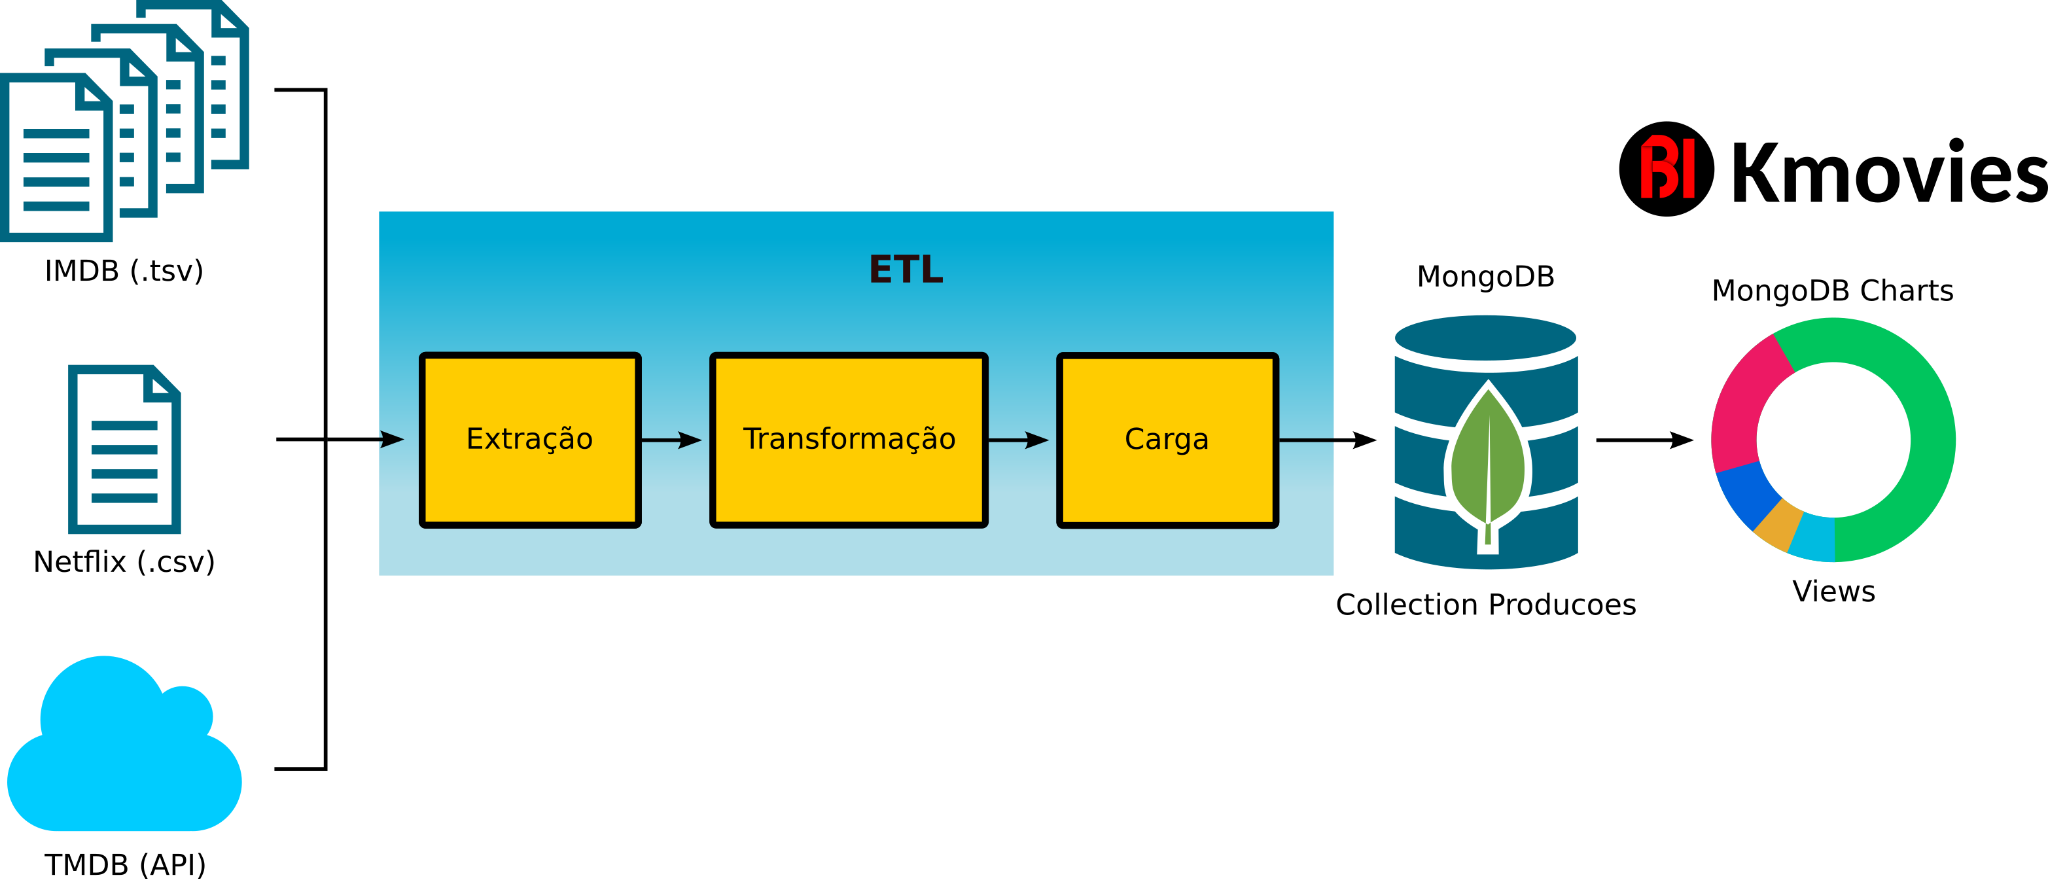 IMDB (.tsv)
Netflix (.csv)
TMDB (API)
ETL
Extração
Transformação
Carga
MongoDB
Collection Producoes
BI Kmovies
MongoDB Charts
Views